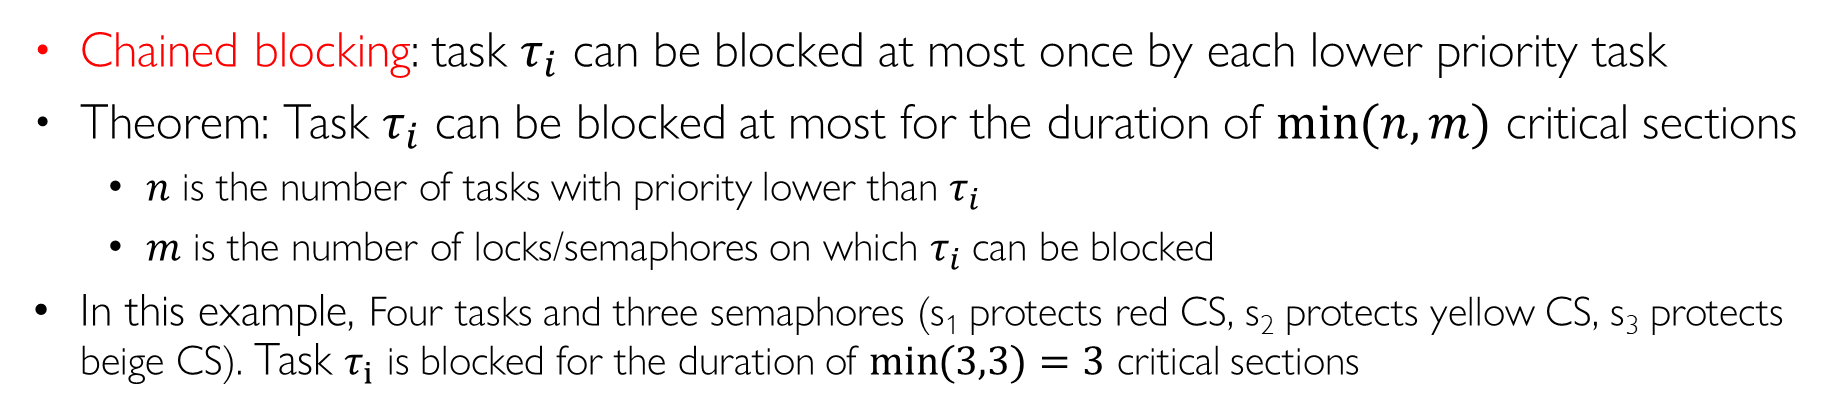 • Chained blocking: task τᵢ can be blocked at most once by each lower priority task
• Theorem: Task τᵢ can be blocked at most for the duration of min(n, m) critical sections
• n is the number of tasks with priority lower than τᵢ
• m is the number of locks/semaphores on which τᵢ can be blocked
• In this example, Four tasks and three semaphores (s₁ protects red CS, s₂ protects yellow CS, s₃ protects
beige CS). Task τᵢ is blocked for the duration of min(3,3) = 3 critical sections